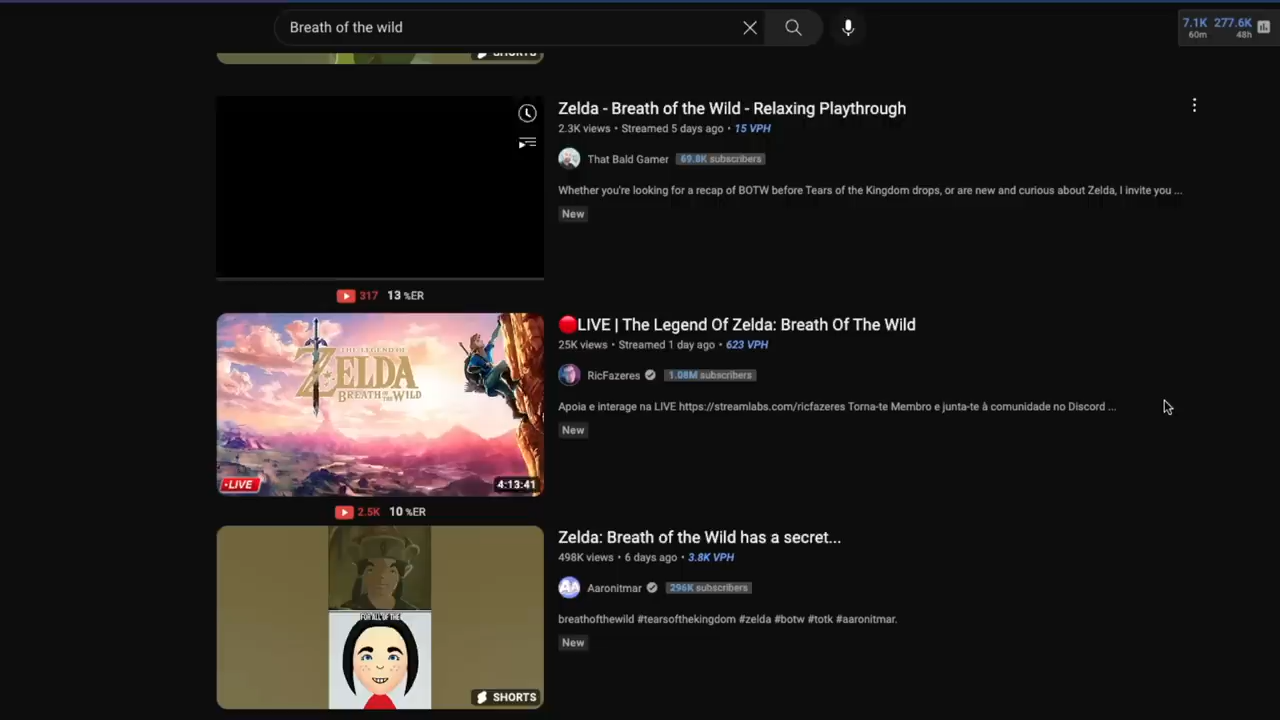 Breath of the wild
7.1K 277.6K
60m 48h
SHORTS
Zelda - Breath of the Wild - Relaxing Playthrough
2.3K views • Streamed 5 days ago • 15 VPH
That Bald Gamer 69.8K subscribers
Whether you're looking for a recap of BOTW before Tears of the Kingdom drops, or are new and curious about Zelda, I invite you ...
New
317 13 %ER
THE LEGEND OF
ZELDA
BREATH OF THE WILD
•LIVE
4:13:41
🔴LIVE | The Legend Of Zelda: Breath Of The Wild
25K views • Streamed 1 day ago • 623 VPH
RicFazeres 1.08M subscribers
Apoia e interage na LIVE https://streamlabs.com/ricfazeres Torna-te Membro e junta-te à comunidade no Discord ...
New
2.5K 10 %ER
FOR ALL OF THE
SHORTS
Zelda: Breath of the Wild has a secret...
498K views • 6 days ago • 3.8K VPH
AA Aaronitmar 296K subscribers
breathofthewild #tearsofthekingdom #zelda #botw #totk #aaronitmar.
New